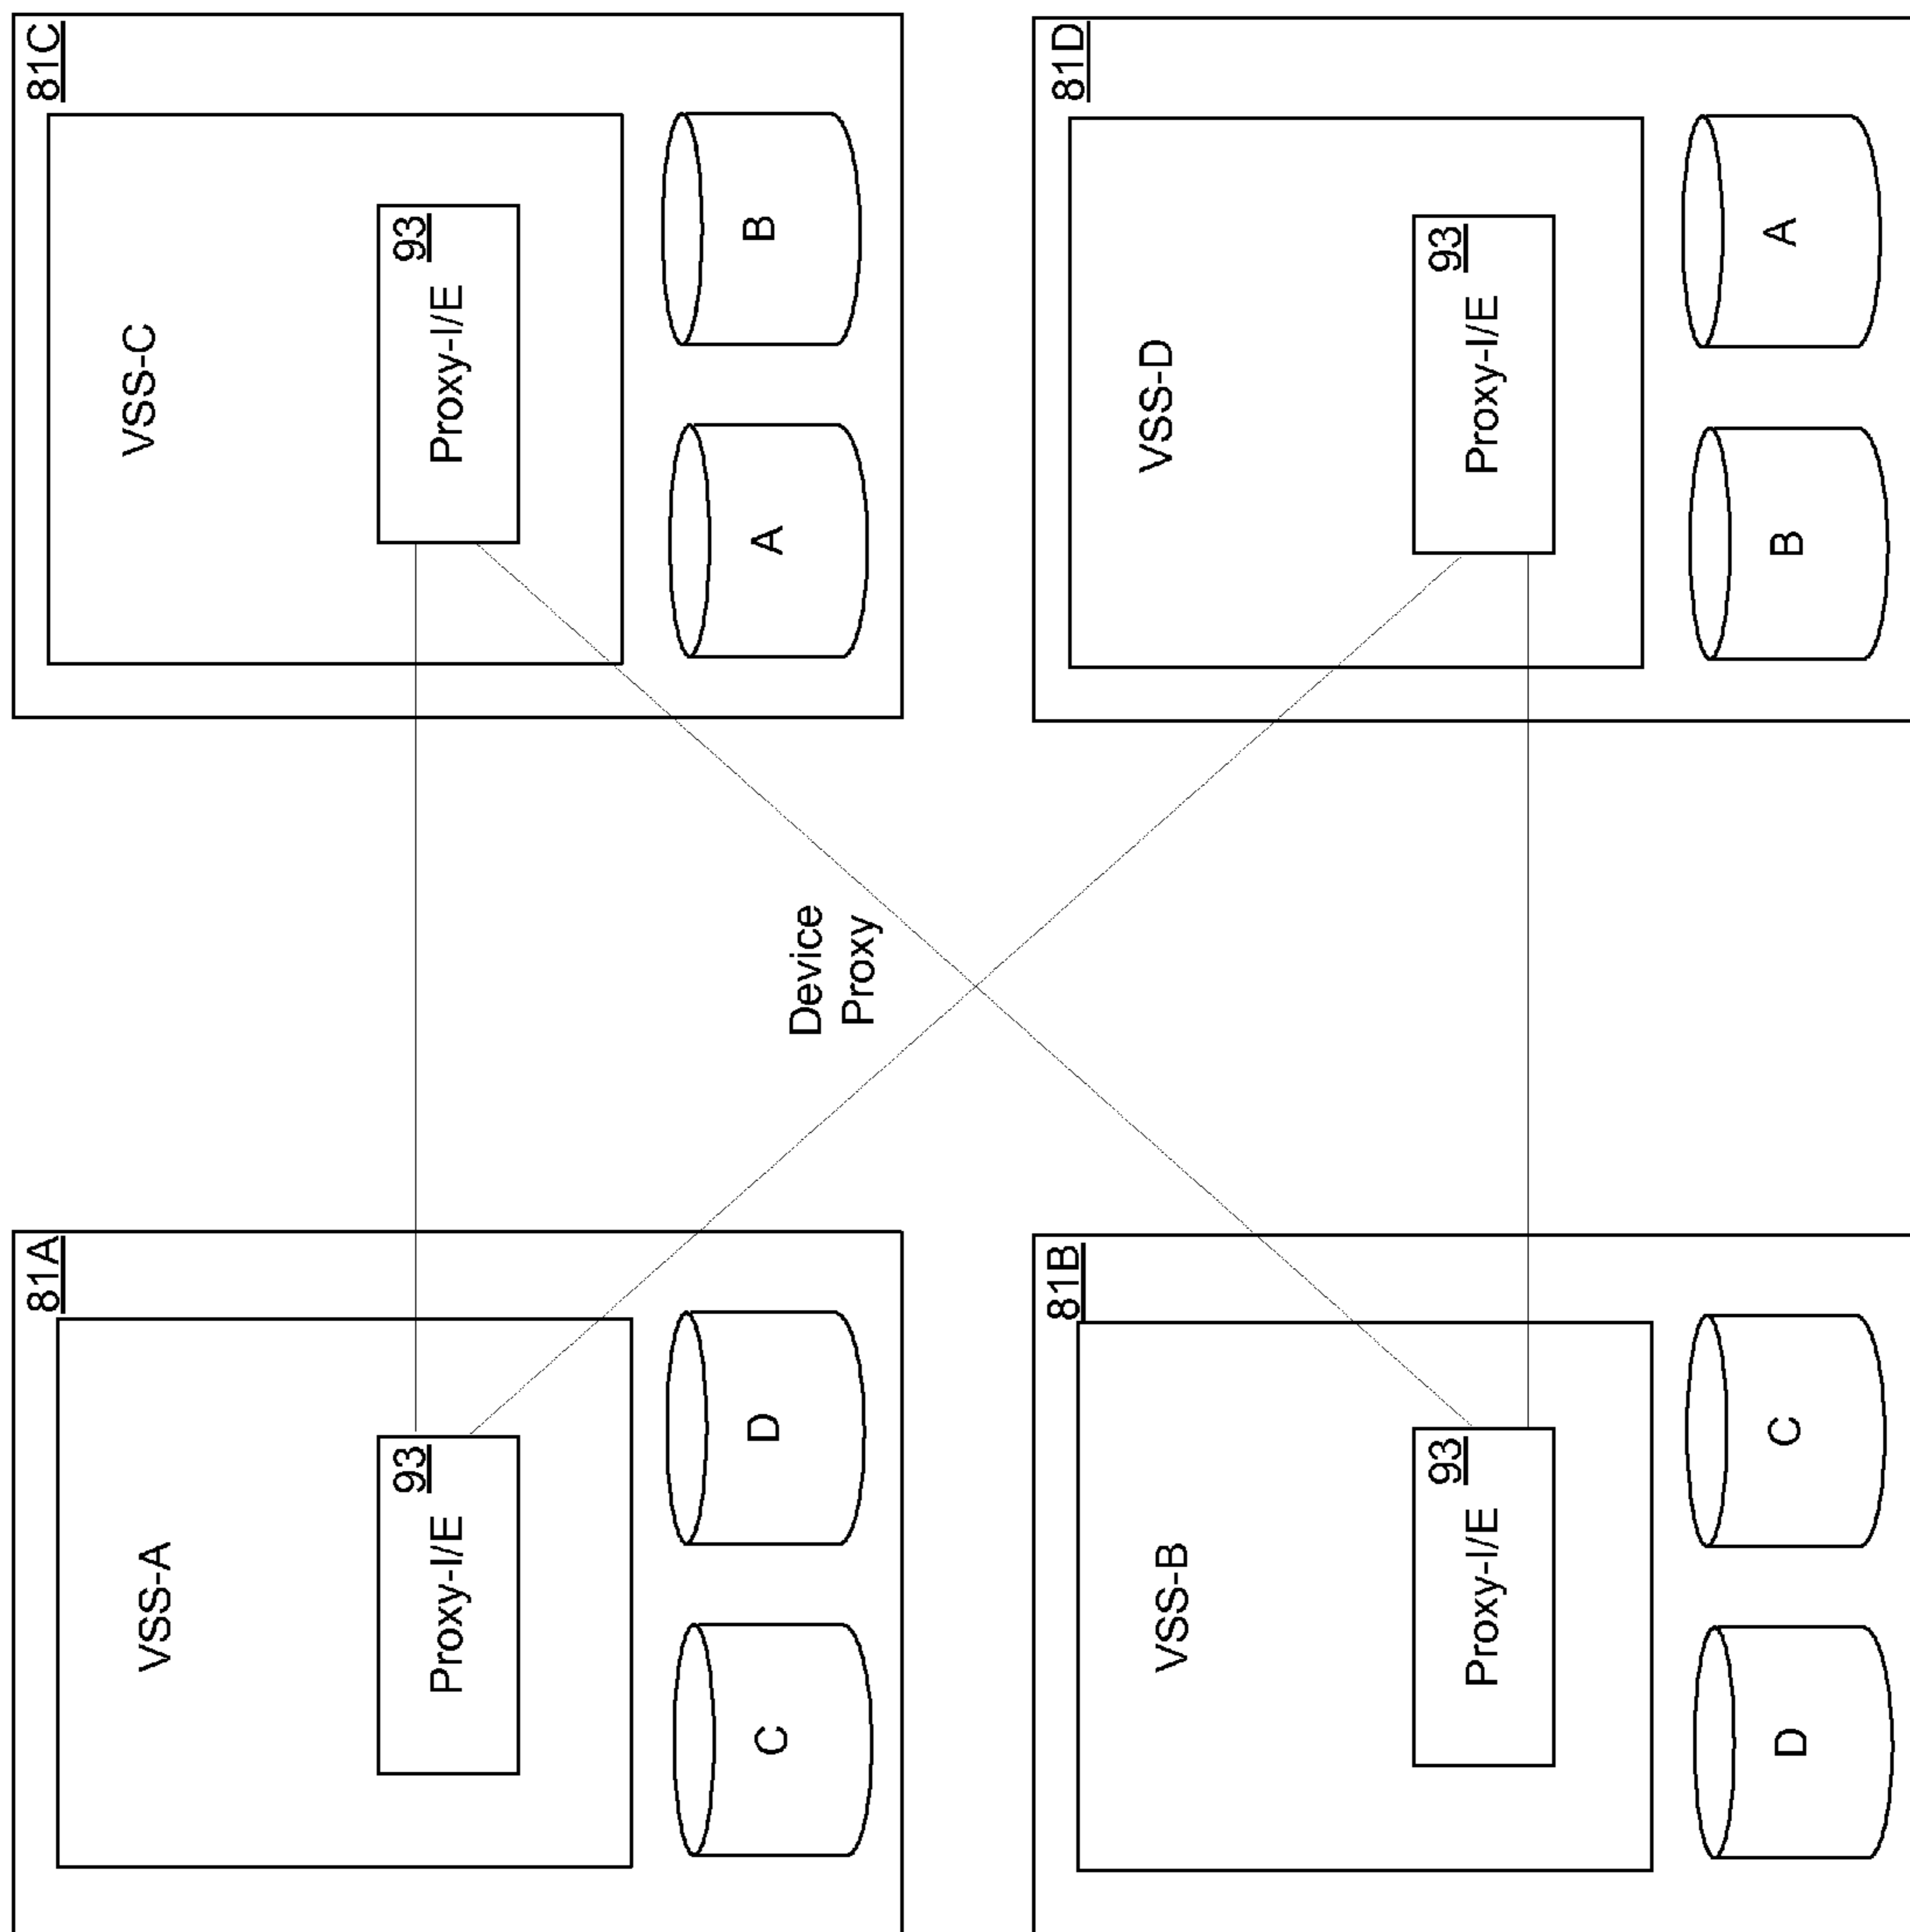 81A
VSS-A
93
Proxy-I/E
C
D
81C
VSS-C
93
Proxy-I/E
A
B
Device
Proxy
81B
VSS-B
93
Proxy-I/E
D
C
81D
VSS-D
93
Proxy-I/E
B
A